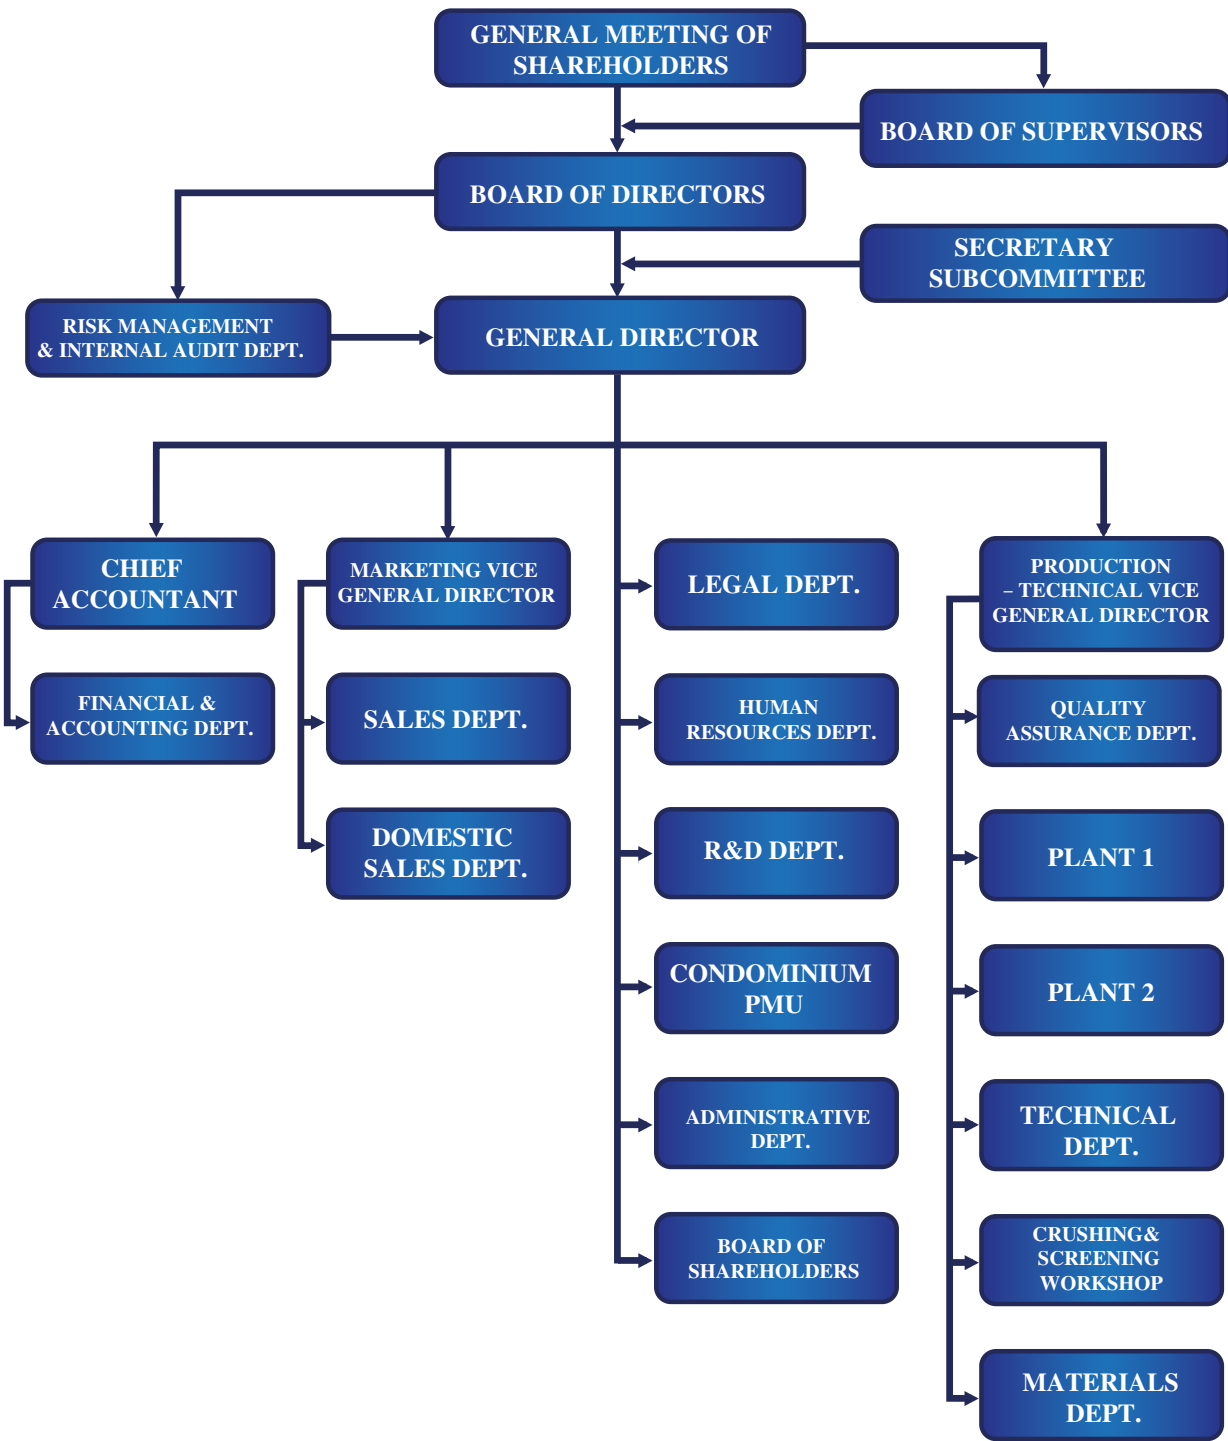 GENERAL MEETING OF
SHAREHOLDERS
BOARD OF SUPERVISORS
BOARD OF DIRECTORS
SECRETARY
SUBCOMMITTEE
RISK MANAGEMENT
& INTERNAL AUDIT DEPT.
GENERAL DIRECTOR
CHIEF
ACCOUNTANT
FINANCIAL &
ACCOUNTING DEPT.
MARKETING VICE
GENERAL DIRECTOR
SALES DEPT.
DOMESTIC
SALES DEPT.
LEGAL DEPT.
HUMAN
RESOURCES DEPT.
R&D DEPT.
CONDOMINIUM
PMU
ADMINISTRATIVE
DEPT.
BOARD OF
SHAREHOLDERS
PRODUCTION
– TECHNICAL VICE
GENERAL DIRECTOR
QUALITY
ASSURANCE DEPT.
PLANT 1
PLANT 2
TECHNICAL
DEPT.
CRUSHING&
SCREENING
WORKSHOP
MATERIALS
DEPT.